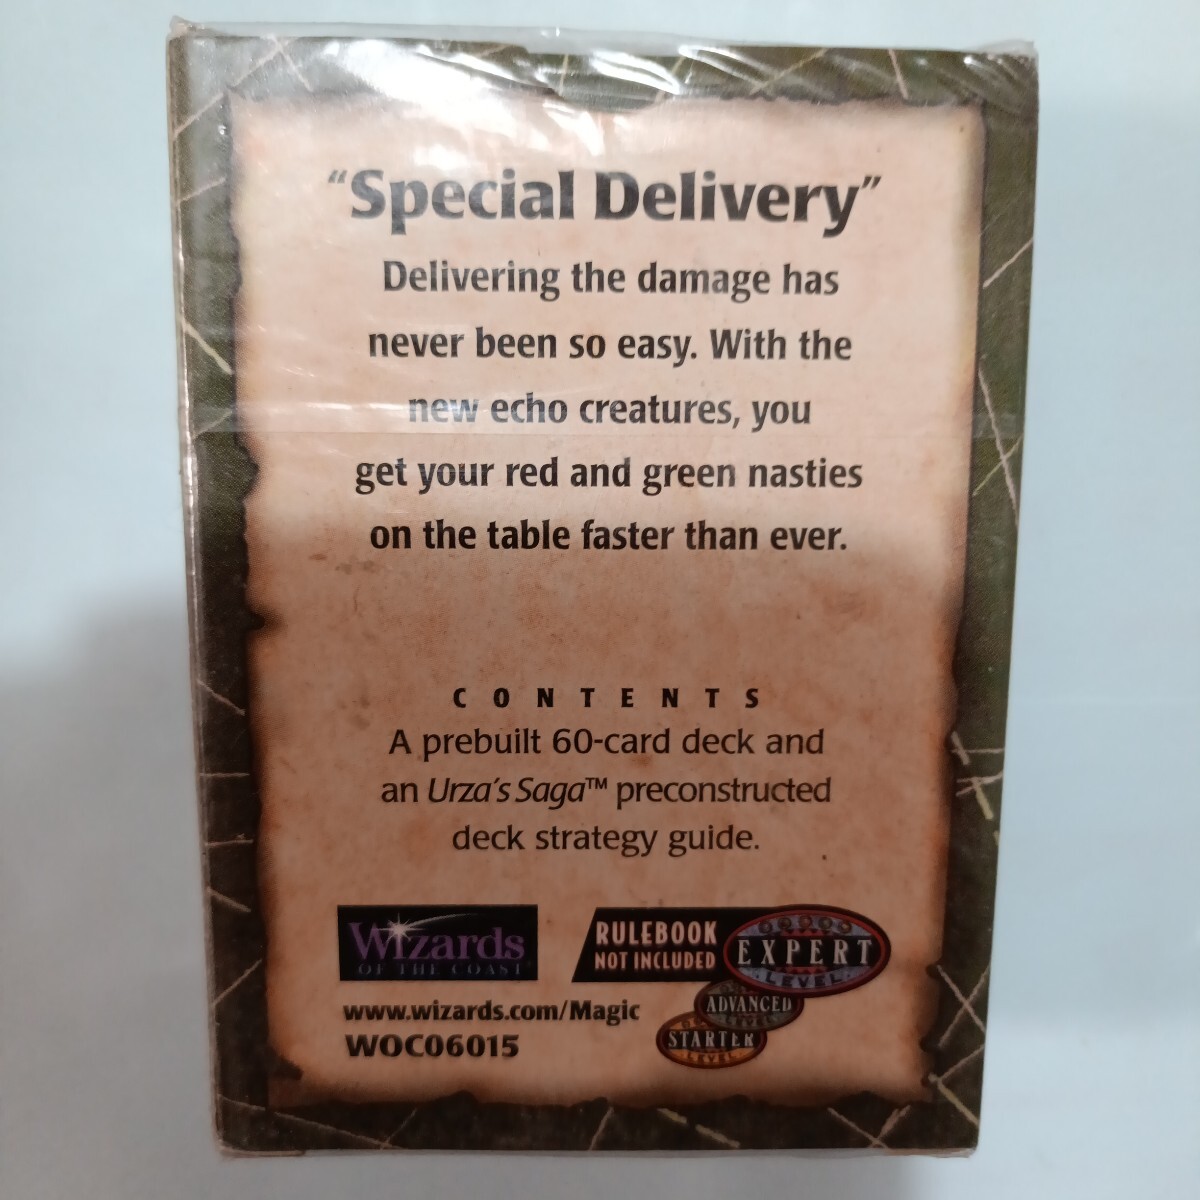 “Special Delivery”
Delivering the damage has
never been so easy. With the
new echo creatures, you
get your red and green nasties
on the table faster than ever.
CONTENTS
A prebuilt 60-card deck and
an Urza's Saga™ preconstructed
deck strategy guide.
Wizards
OF THE COAST
RULEBOOK
NOT INCLUDED
EXPERT
LEVEL
ADVANCED
LEVEL
STARTER
LEVEL
www.wizards.com/Magic
WOC06015